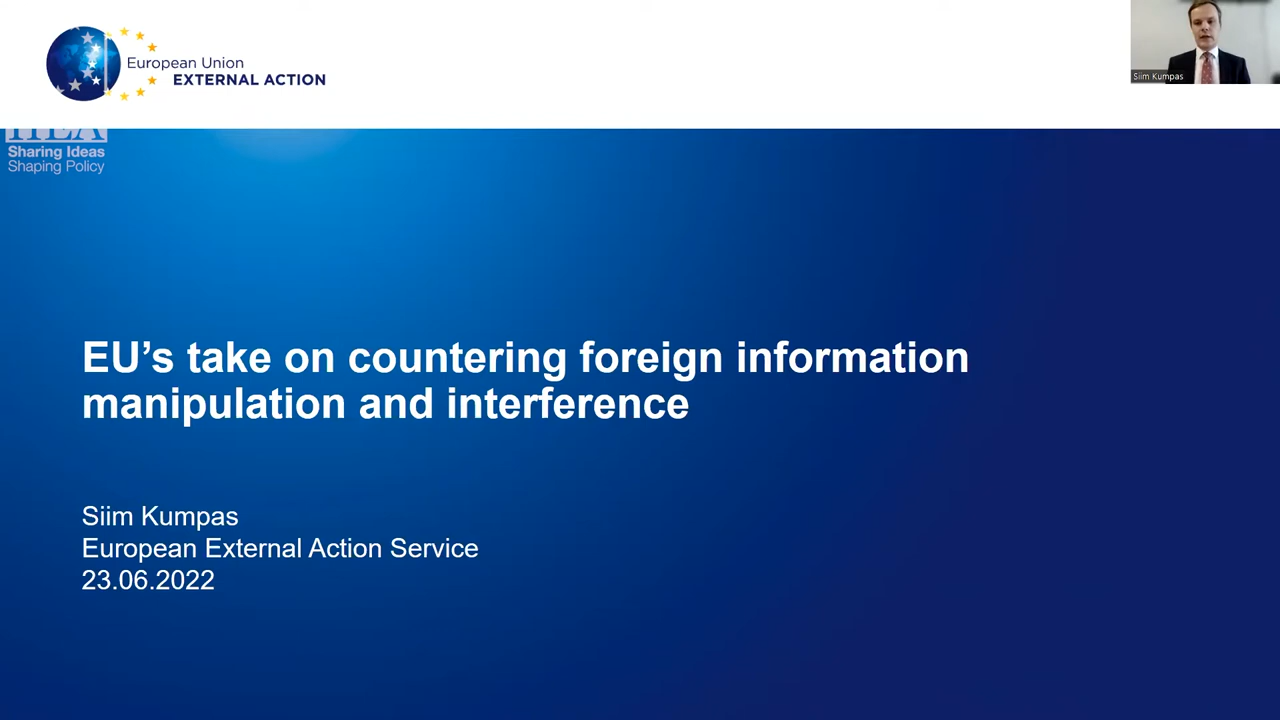 European Union
EXTERNAL ACTION
Siim Kumpas
Sharing Ideas
Shaping Policy
EU's take on countering foreign information
manipulation and interference
Siim Kumpas
European External Action Service
23.06.2022